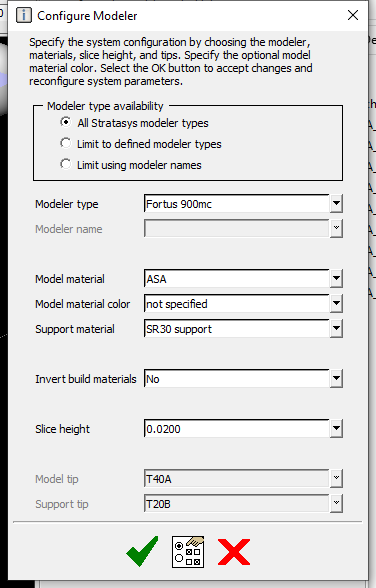 Configure Modeler
Specify the system configuration by choosing the modeler,
materials, slice height, and tips. Specify the optional model
material color. Select the OK button to accept changes and
reconfigure system parameters.
Modeler type availability
All Stratasys modeler types
Limit to defined modeler types
Limit using modeler names
Modeler type Fortus 900mc
Modeler name
Model material ASA
Model material color not specified
Support material SR30 support
Invert build materials No
Slice height 0.0200
Model tip T40A
Support tip T20B